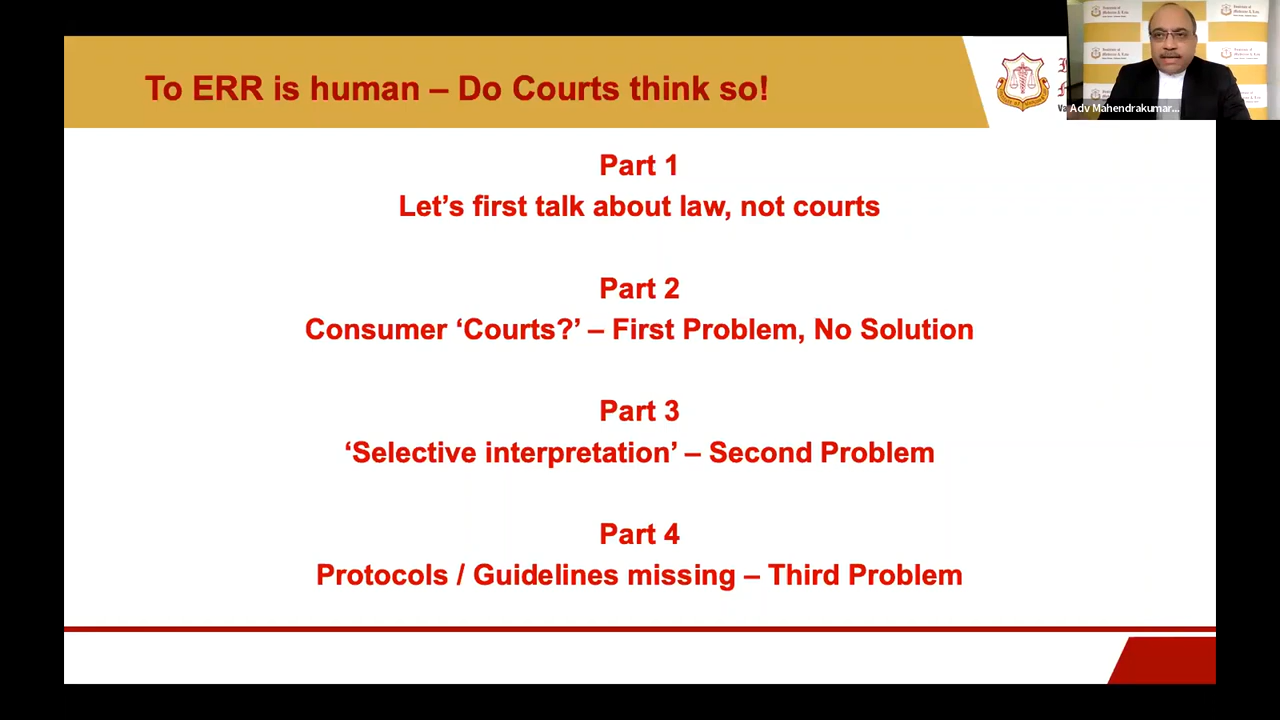 To ERR is human – Do Courts think so!
Adv Mahendrakumar...
Part 1
Let’s first talk about law, not courts
Part 2
Consumer ‘Courts?’ – First Problem, No Solution
Part 3
‘Selective interpretation’ – Second Problem
Part 4
Protocols / Guidelines missing – Third Problem